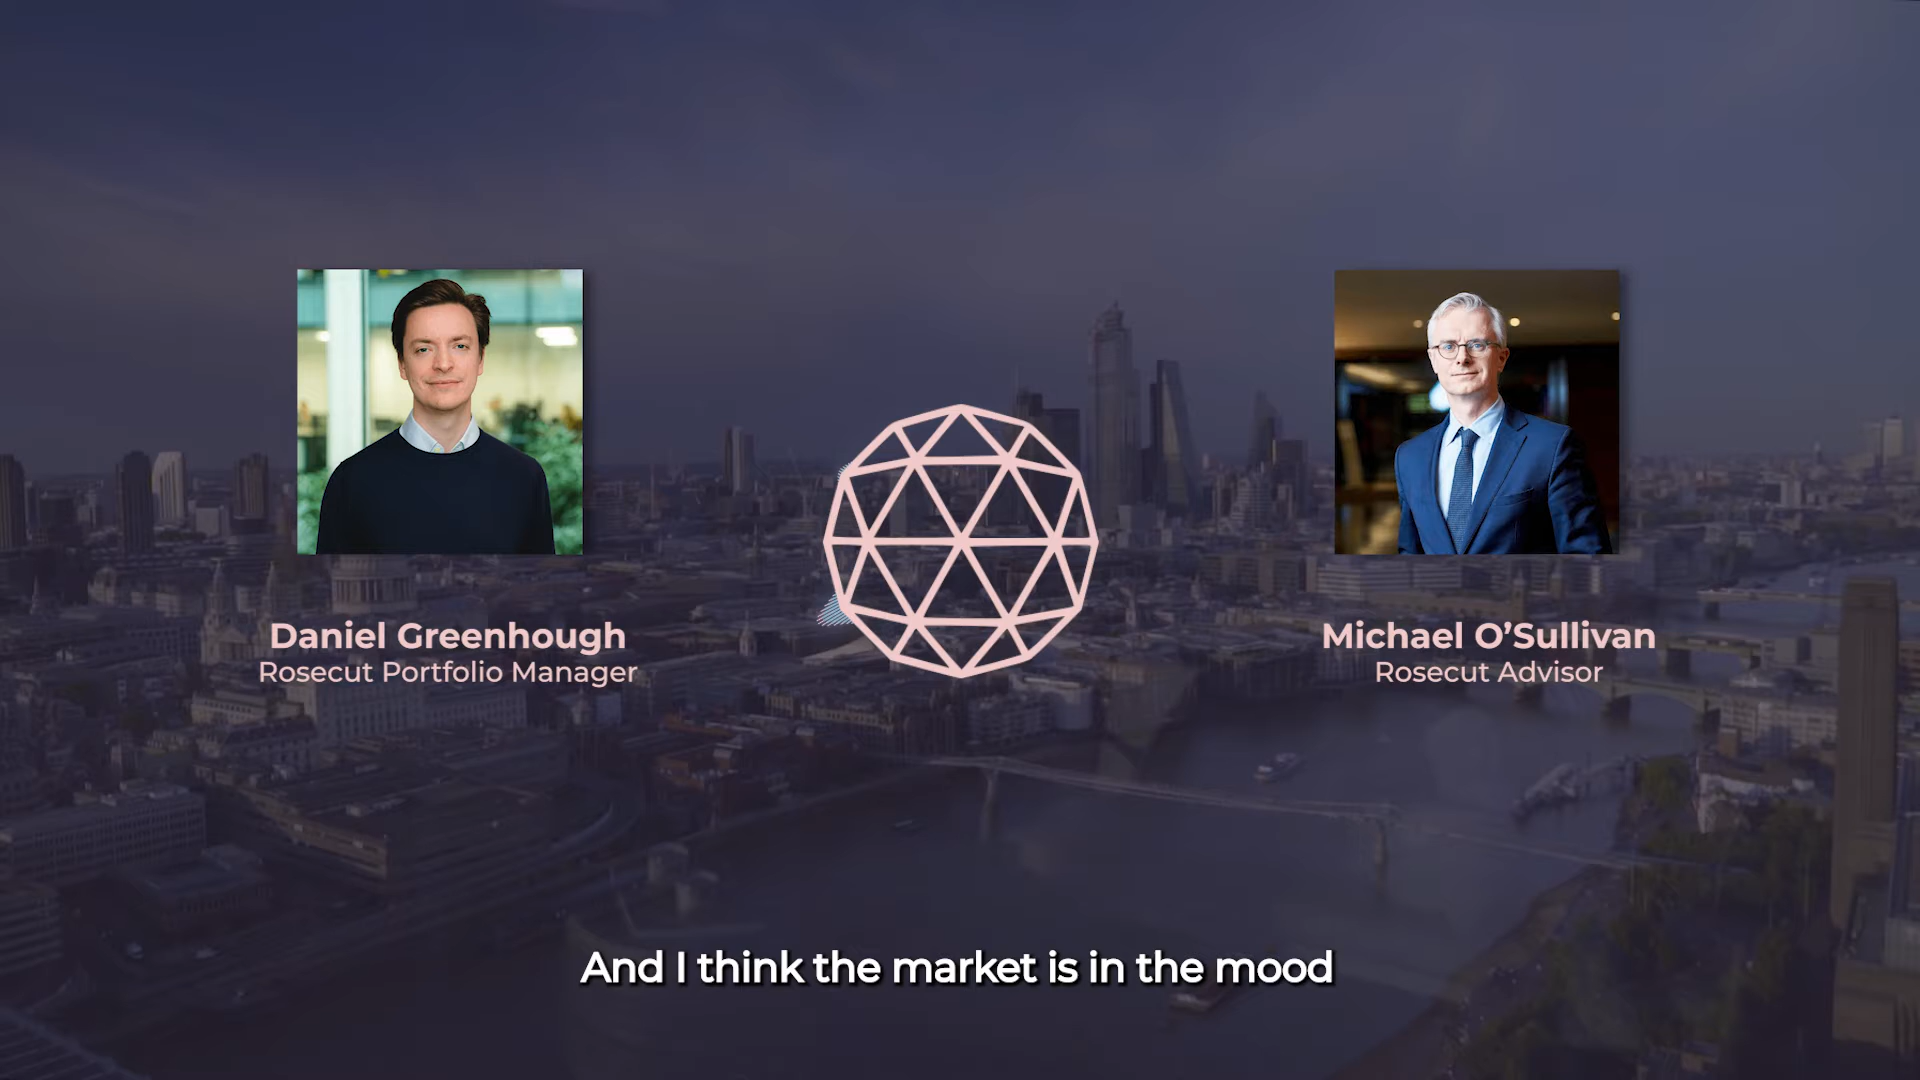 Daniel Greenhough
Rosecut Portfolio Manager
Michael O’Sullivan
Rosecut Advisor
And I think the market is in the mood